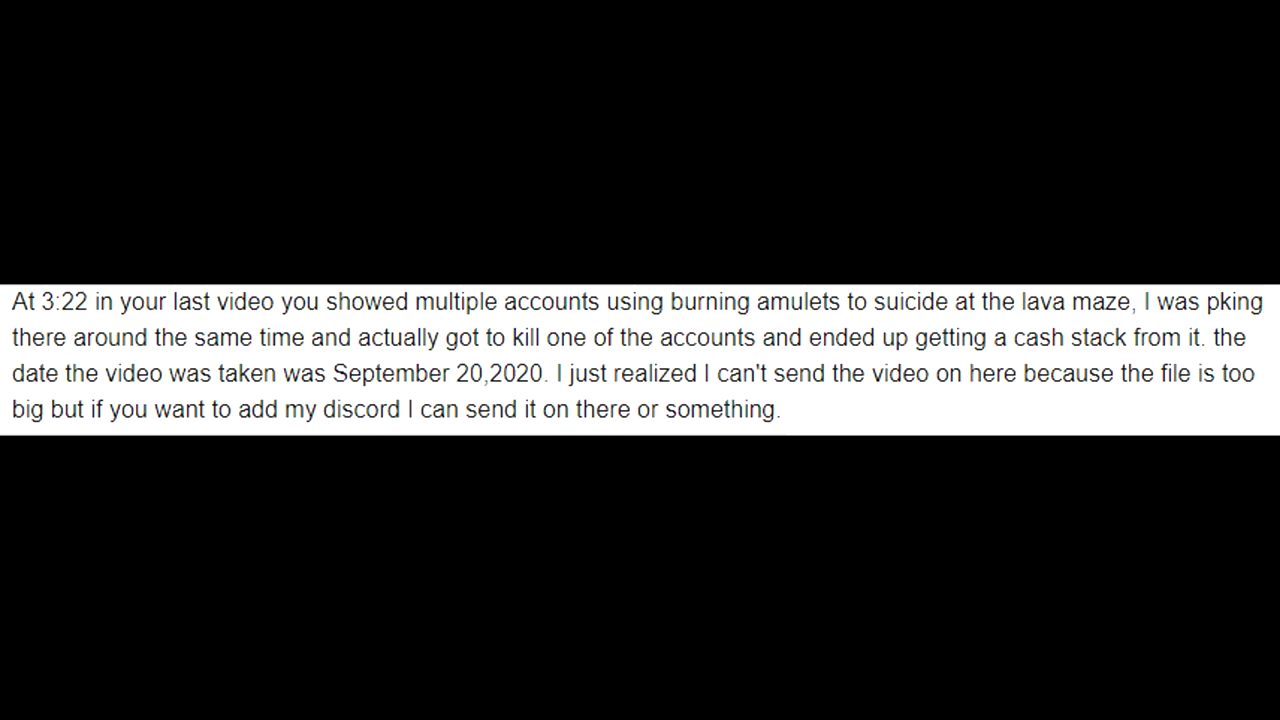 At 3:22 in your last video you showed multiple accounts using burning amulets to suicide at the lava maze, I was pking
there around the same time and actually got to kill one of the accounts and ended up getting a cash stack from it. the
date the video was taken was September 20,2020. I just realized I can't send the video on here because the file is too
big but if you want to add my discord I can send it on there or something.